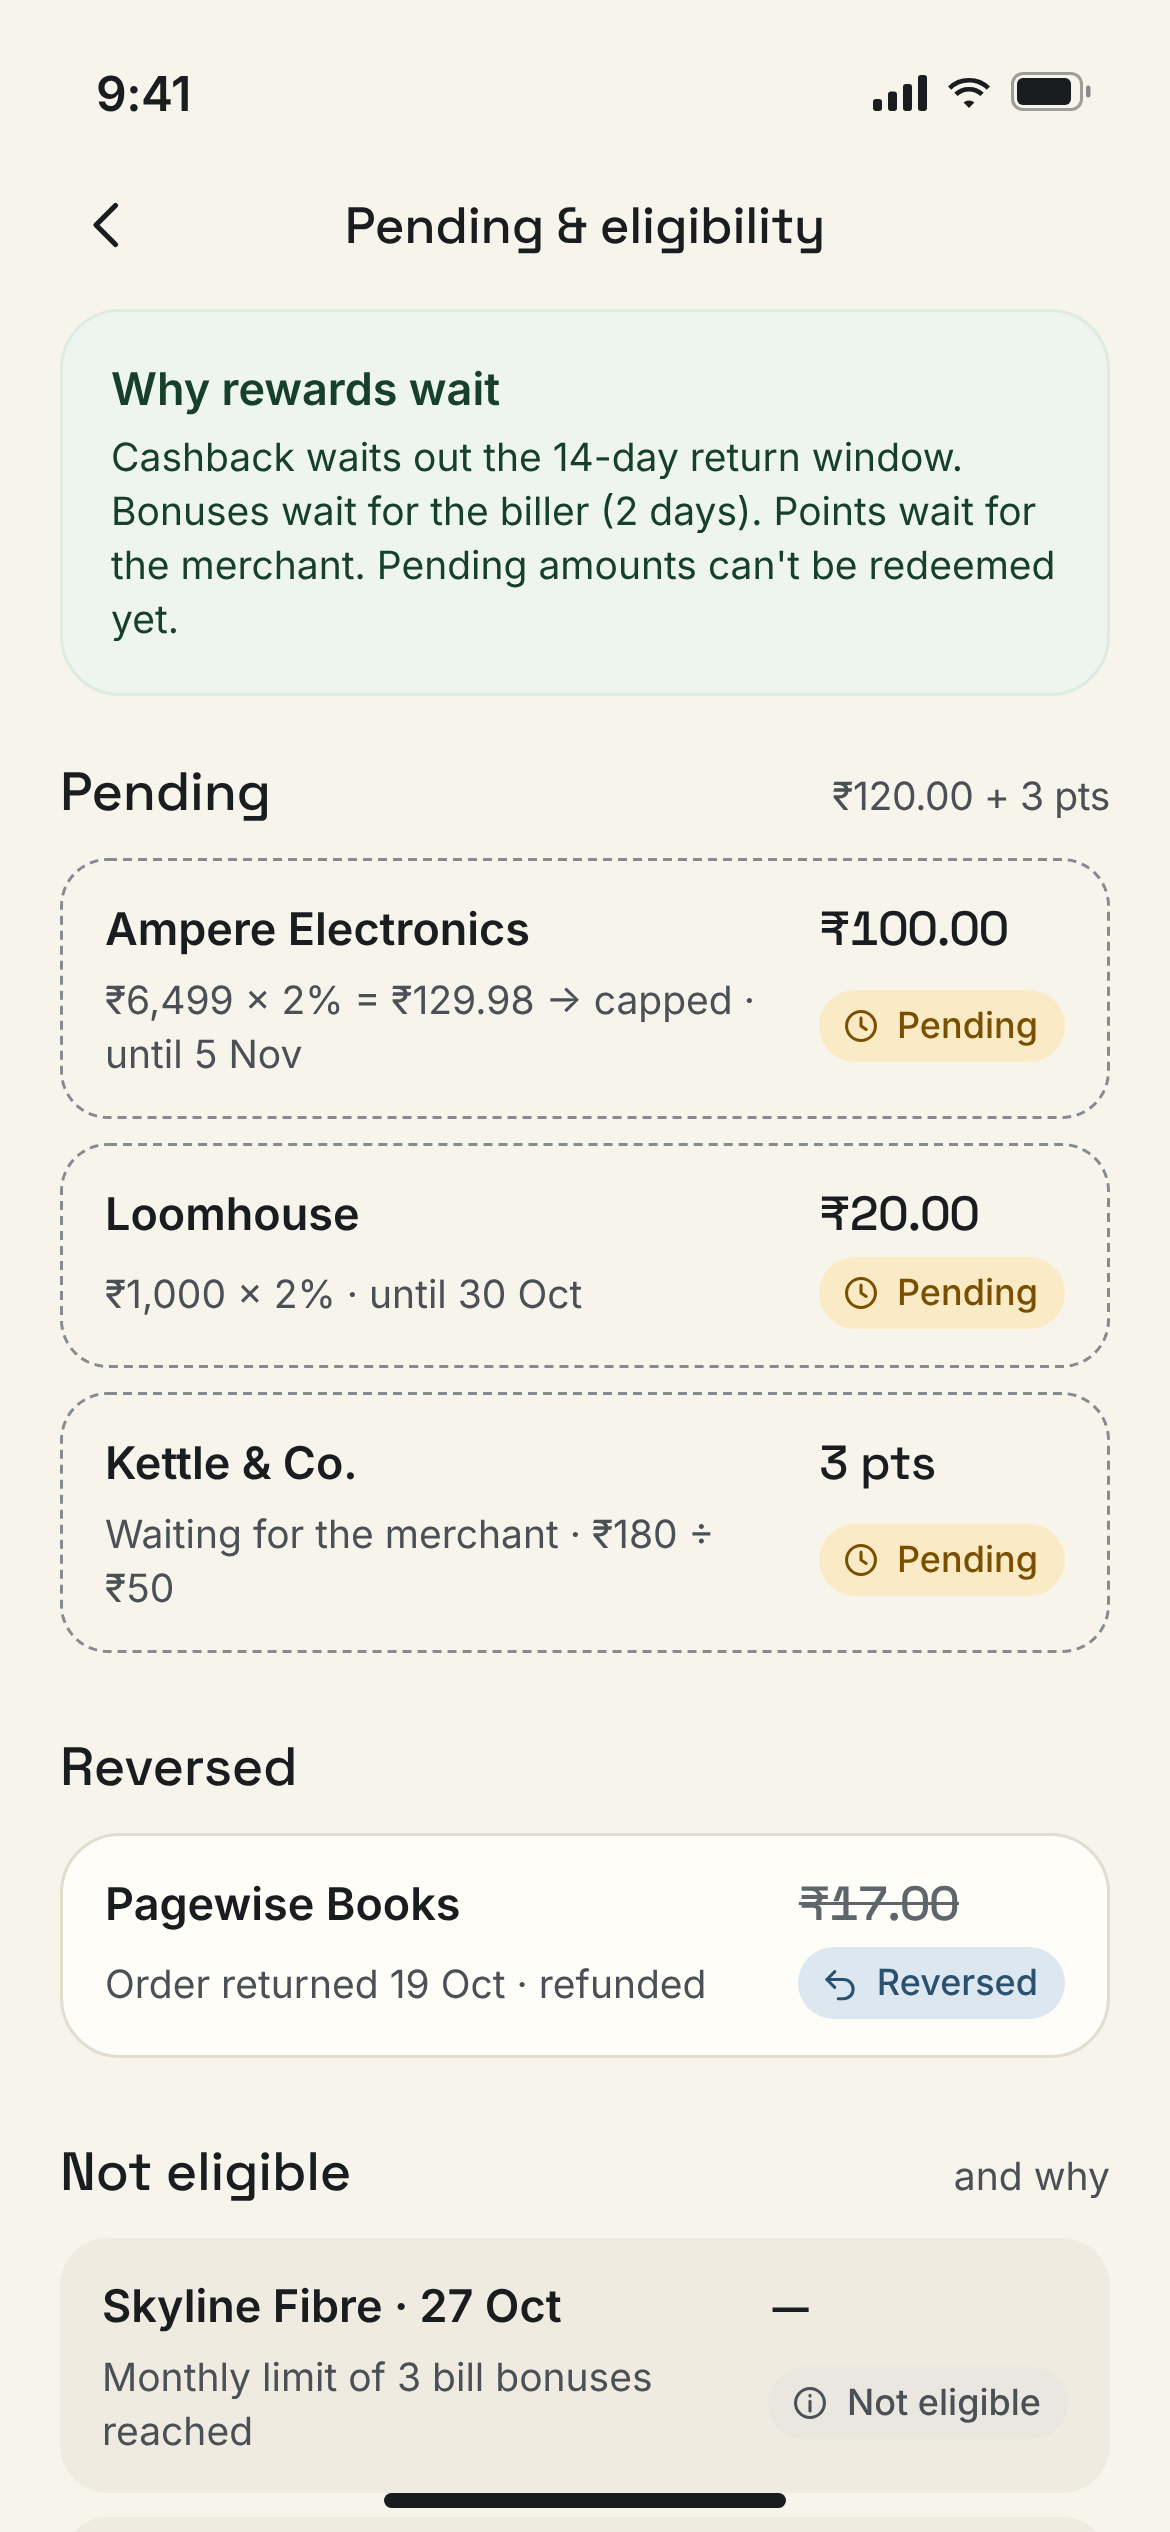 9:41
Pending & eligibility
Why rewards wait
Cashback waits out the 14-day return window.
Bonuses wait for the biller (2 days). Points wait for
the merchant. Pending amounts can't be redeemed
yet.
Pending
₹120.00 + 3 pts
Ampere Electronics
₹100.00
₹6,499 × 2% = ₹129.98 → capped ·
until 5 Nov
Pending
Loomhouse
₹20.00
₹1,000 × 2% · until 30 Oct
Pending
Kettle & Co.
3 pts
Waiting for the merchant · ₹180 ÷
₹50
Pending
Reversed
Pagewise Books
₹17.00
Order returned 19 Oct · refunded
Reversed
Not eligible
and why
Skyline Fibre · 27 Oct
—
Monthly limit of 3 bill bonuses
reached
Not eligible